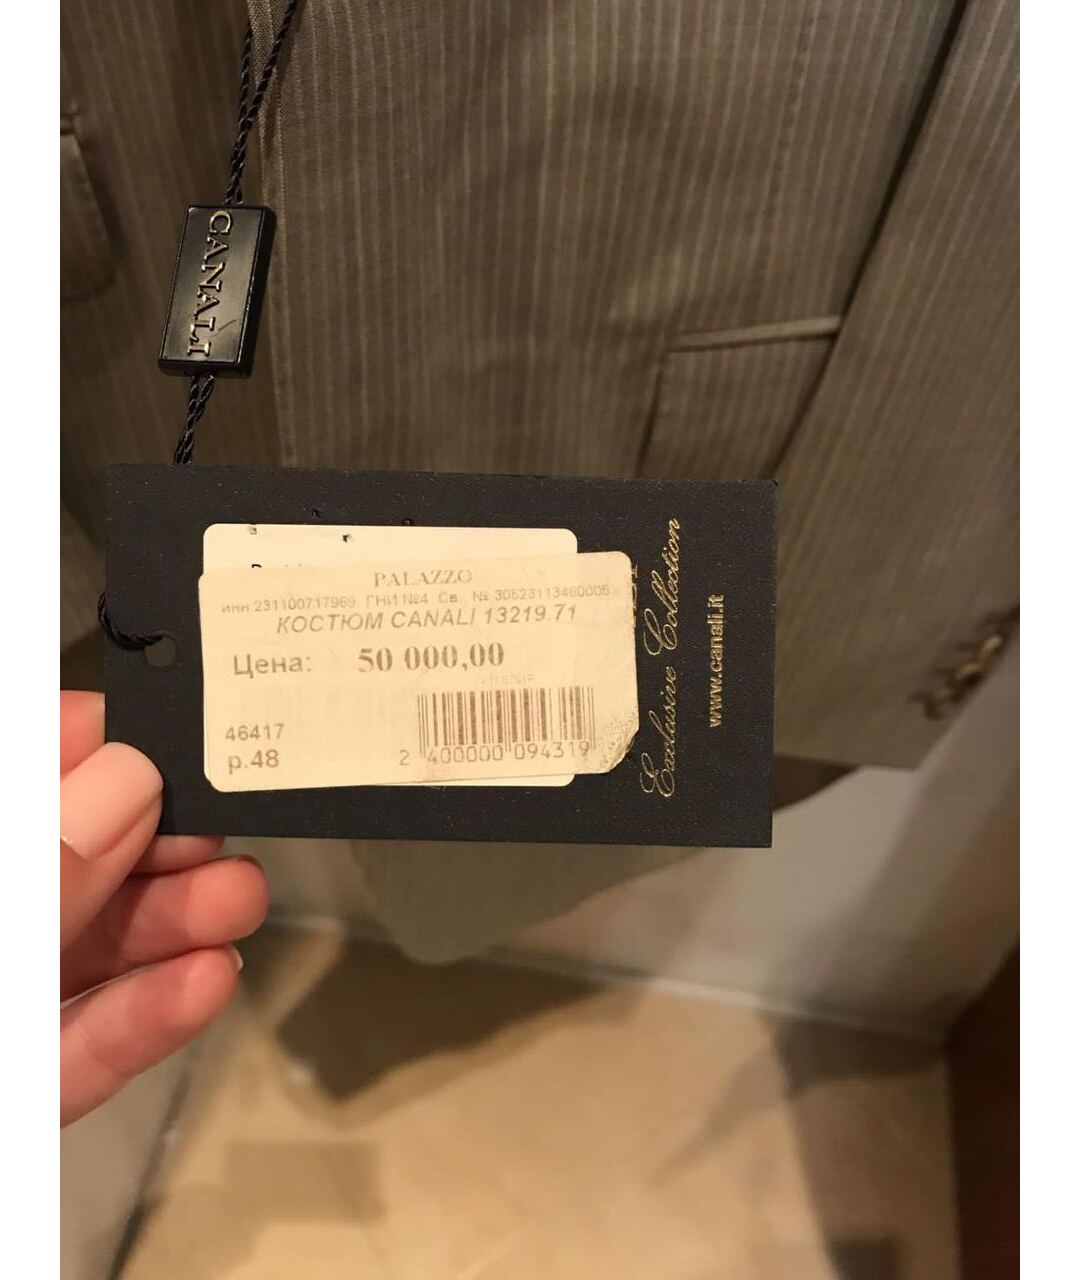 CANALI
PALAZZO
инн 231100717969 ГНИ №4 Св. № 30623113490005
КОСТЮМ CANALI 13219.71
Цена: 50 000,00
46417
р.48
2 400000 094319
Exclusive Collection
www.canali.it